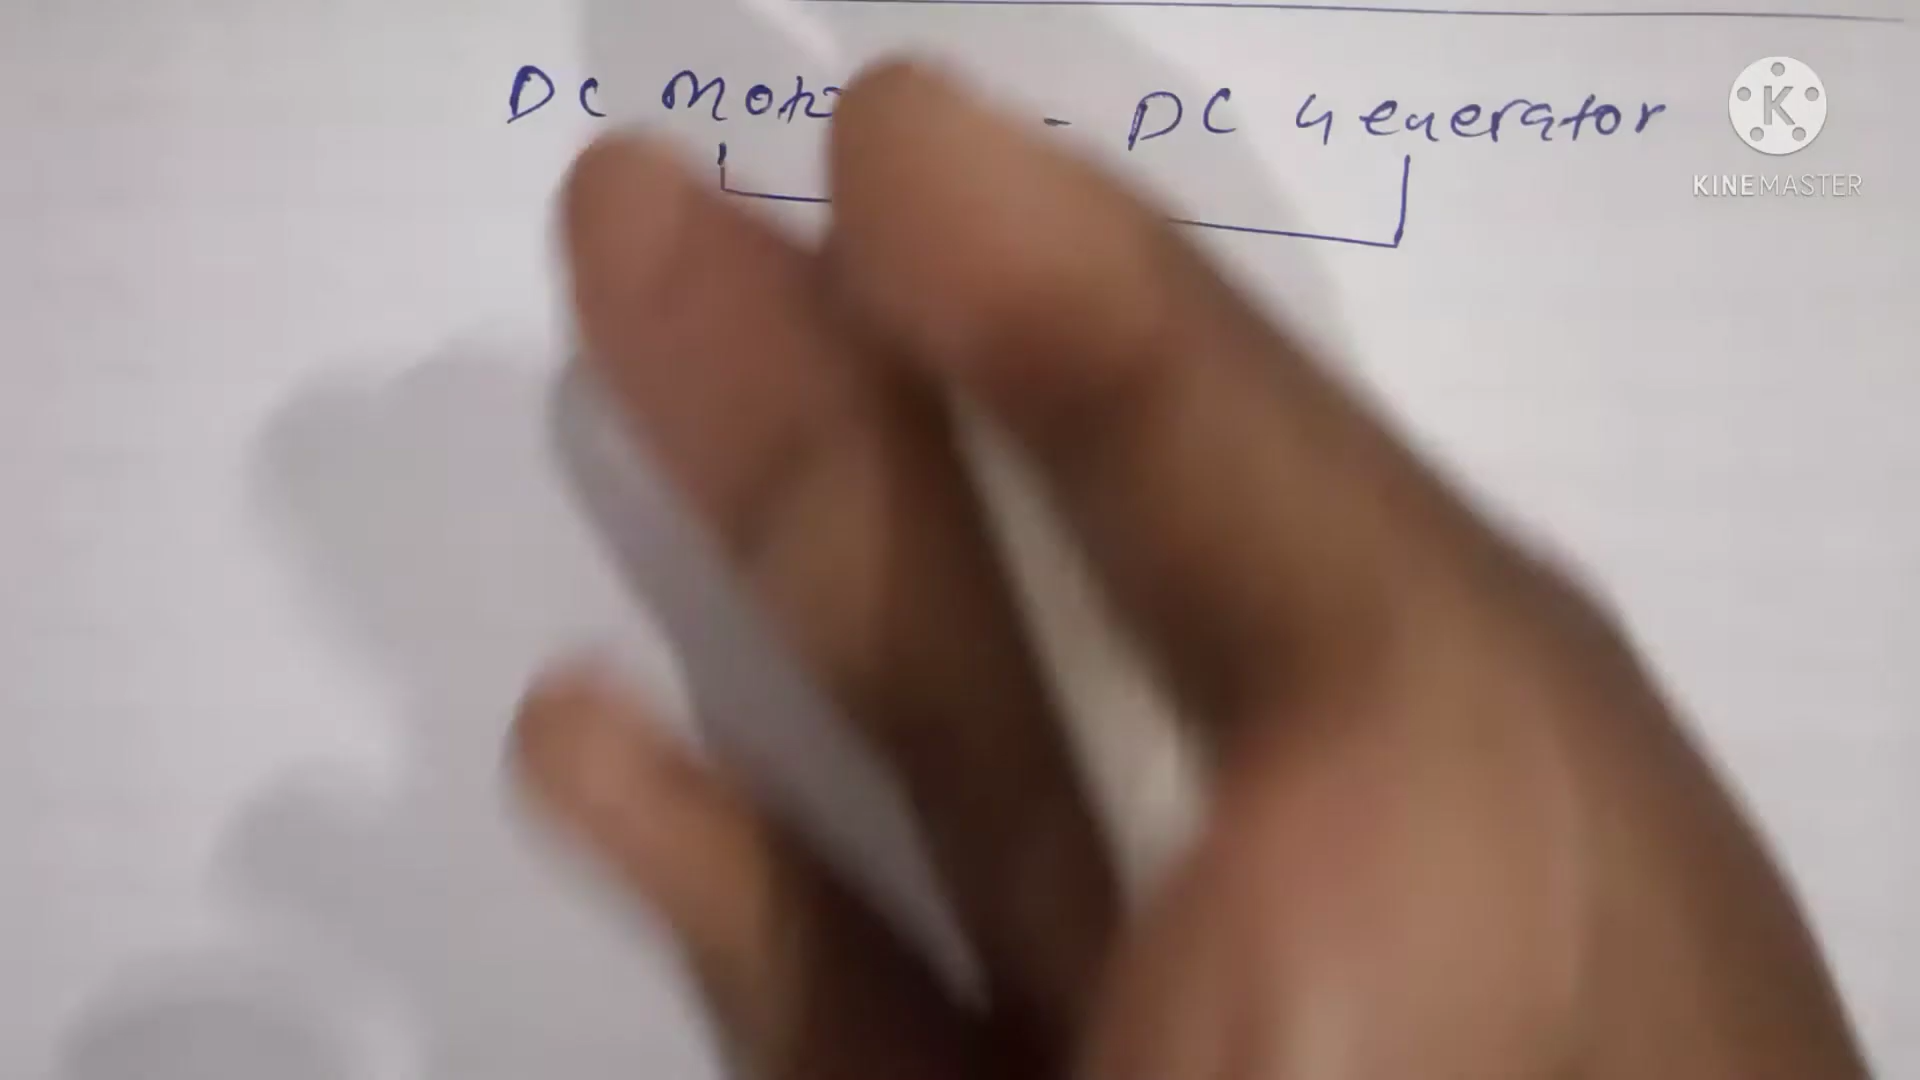 DC - DC Generator
K
KINEMASTER